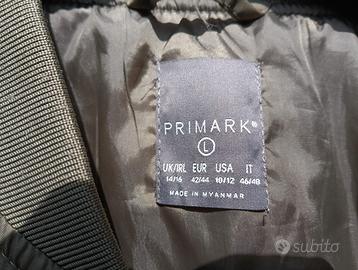 PRIMARK®
L
UK/IRL EUR USA IT
14/16 42/44 10/12 46/48
MADE IN MYANMAR
subito